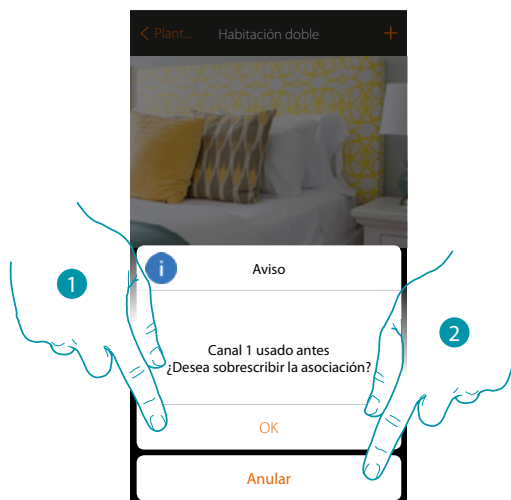 < Plant... Habitación doble +
i
Aviso
1
Canal 1 usado antes
¿Desea sobrescribir la asociación?
2
OK
Anular